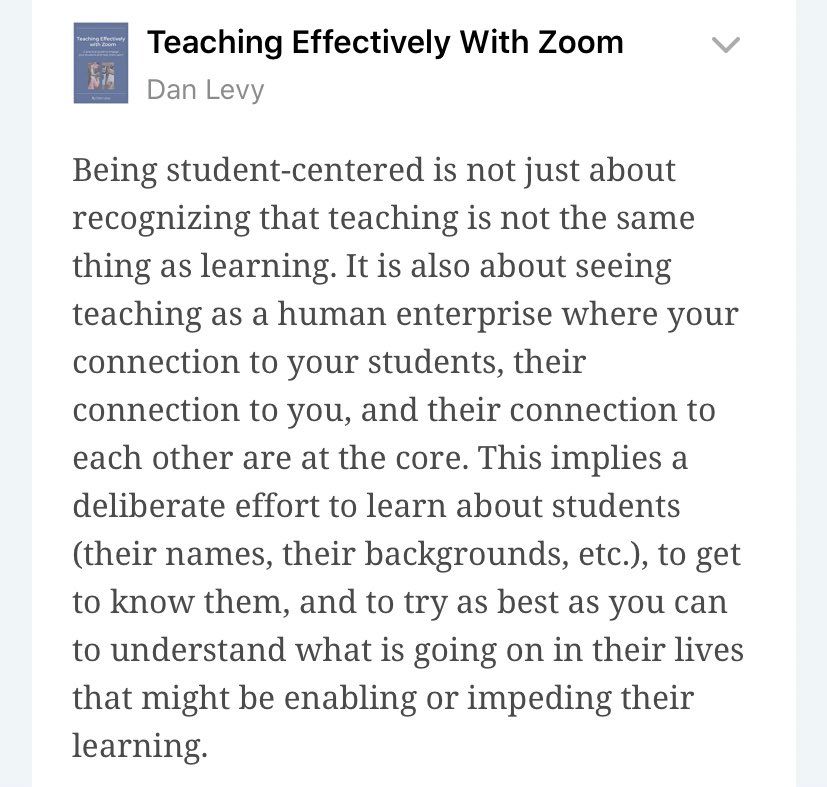 Teaching Effectively With Zoom
Dan Levy
Teaching Effectively
with Zoom
Being student-centered is not just about
recognizing that teaching is not the same
thing as learning. It is also about seeing
teaching as a human enterprise where your
connection to your students, their
connection to you, and their connection to
each other are at the core. This implies a
deliberate effort to learn about students
(their names, their backgrounds, etc.), to get
to know them, and to try as best as you can
to understand what is going on in their lives
that might be enabling or impeding their
learning.